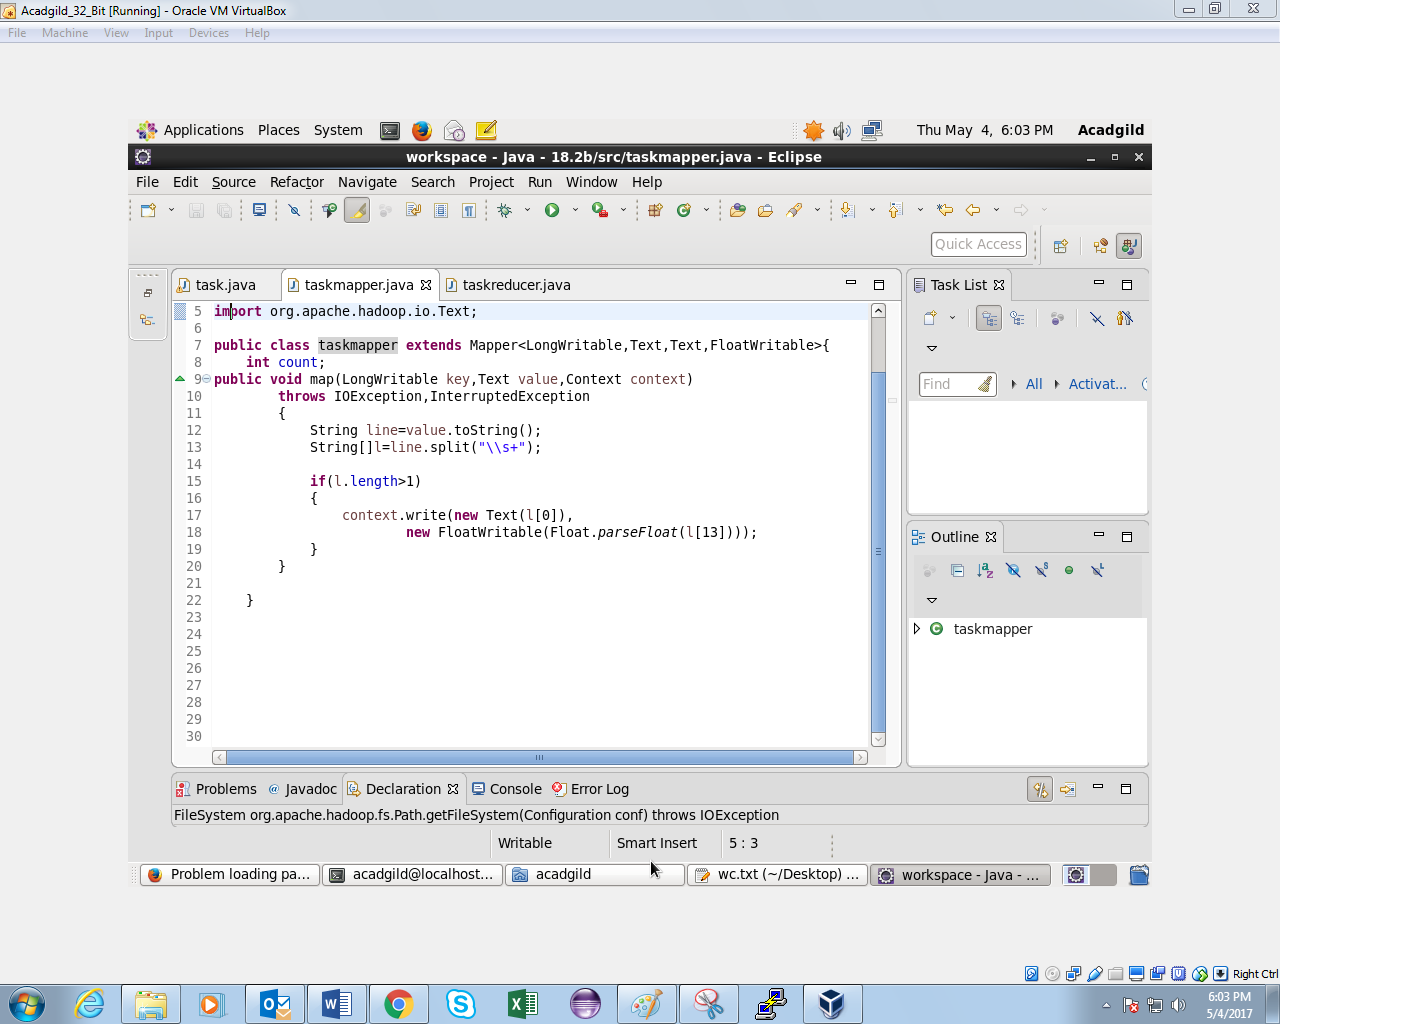 Acadgild_32_Bit [Running] - Oracle VM VirtualBox
File Machine View Input Devices Help
Applications Places System Thu May 4, 6:03 PM Acadgild
workspace - Java - 18.2b/src/taskmapper.java - Eclipse
File Edit Source Refactor Navigate Search Project Run Window Help
Quick Access
task.java taskmapper.java taskreducer.java
5 import org.apache.hadoop.io.Text;
6
7 public class taskmapper extends Mapper<LongWritable,Text,Text,FloatWritable>{
8 int count;
9 public void map(LongWritable key,Text value,Context context)
10 throws IOException,InterruptedException
11 {
12 String line=value.toString();
13 String[]l=line.split("\\s+");
14
15 if(l.length>1)
16 {
17 context.write(new Text(l[0]),
18 new FloatWritable(Float.parseFloat(l[13])));
19 }
20 }
21
22 }
23
24
25
26
27
28
29
30
Task List
Find All Activat...
Outline
taskmapper
Problems Javadoc Declaration Console Error Log
FileSystem org.apache.hadoop.fs.Path.getFileSystem(Configuration conf) throws IOException
Writable Smart Insert 5 : 3
Problem loading pa... acadgild@localhost... acadgild wc.txt (~/Desktop) ... workspace - Java - ...
Right Ctrl
6:03 PM
5/4/2017